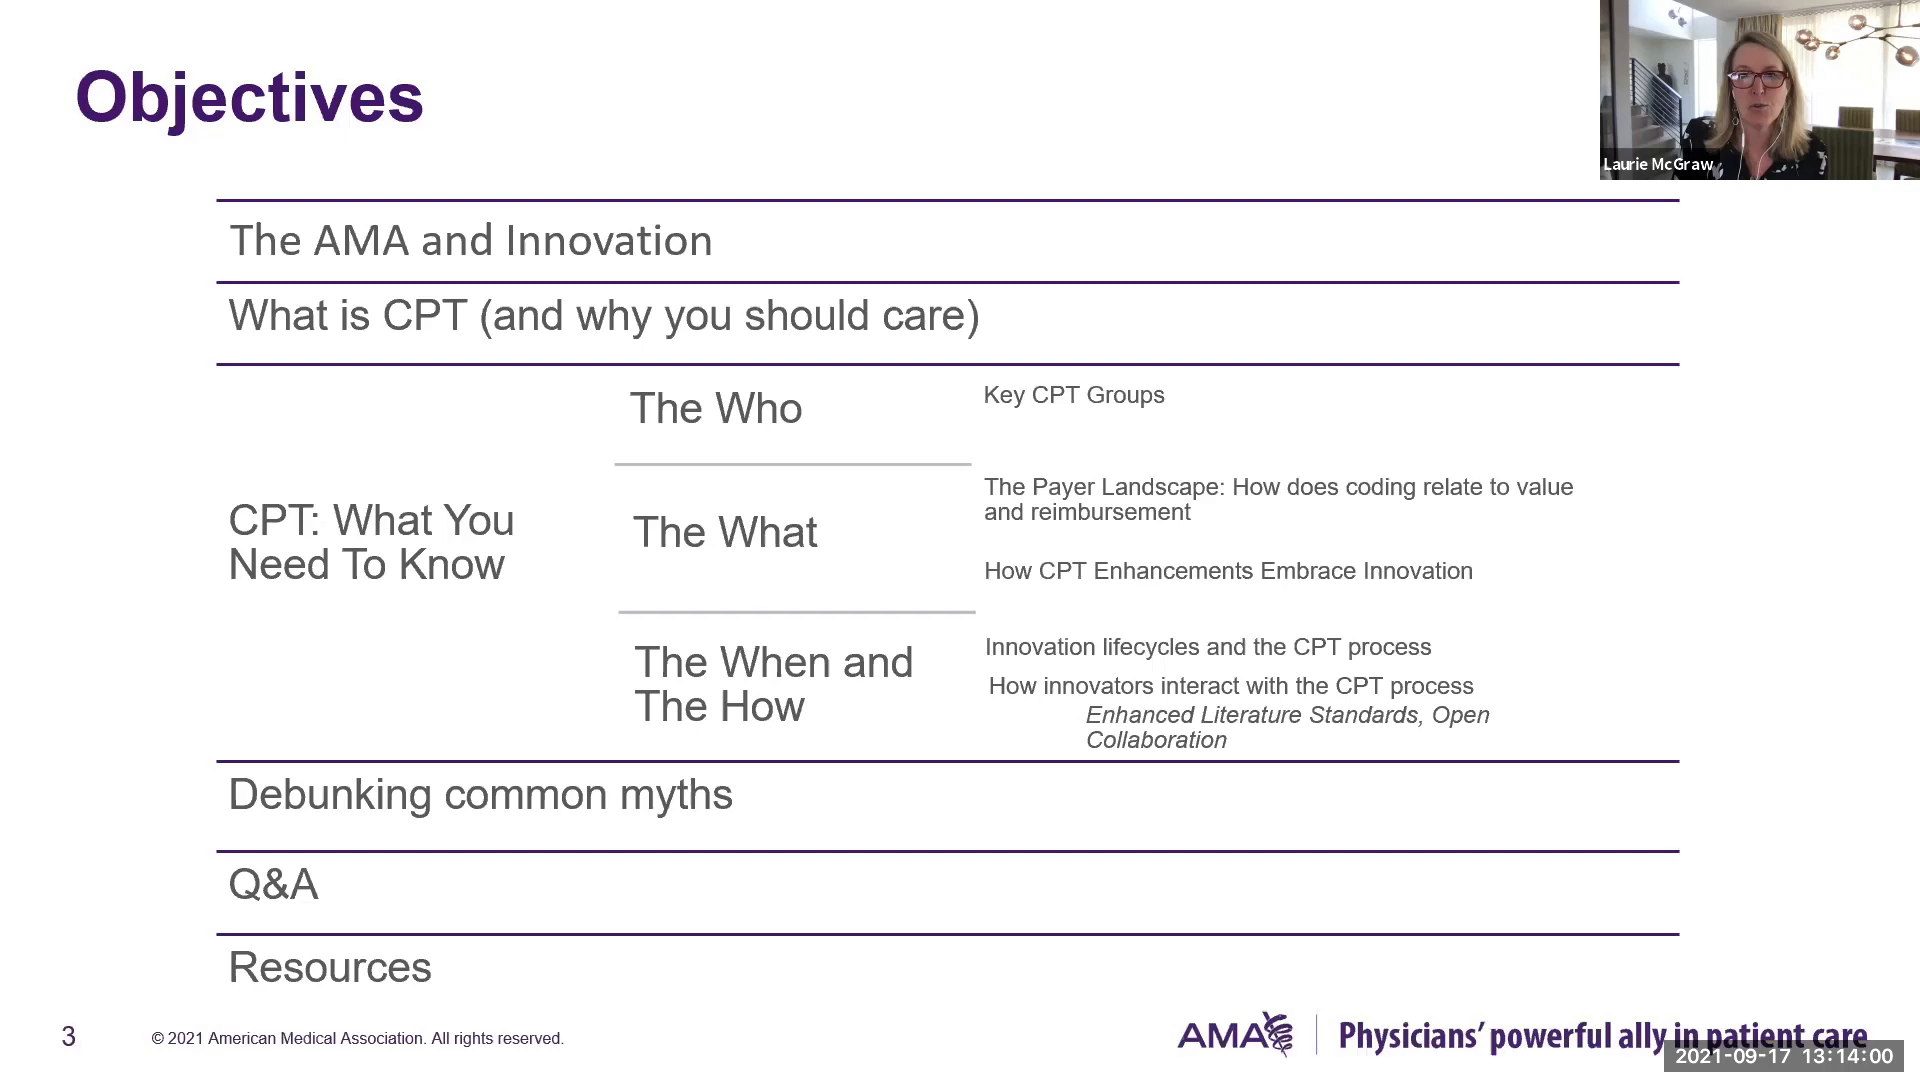 Objectives
Laurie McGraw
The AMA and Innovation
What is CPT (and why you should care)
CPT: What You
Need To Know
The Who
Key CPT Groups
The What
The Payer Landscape: How does coding relate to value
and reimbursement
How CPT Enhancements Embrace Innovation
The When and
The How
Innovation lifecycles and the CPT process
How innovators interact with the CPT process
Enhanced Literature Standards, Open
Collaboration
Debunking common myths
Q&A
Resources
3
© 2021 American Medical Association. All rights reserved.
AMA
Physicians’ powerful ally in patient care
2021-09-17 13:14:00